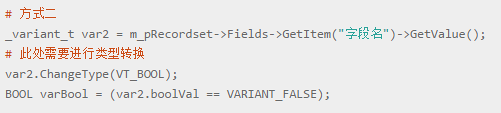 # 方式二
_variant_t var2 = m_pRecordset->Fields->GetItem("字段名")->GetValue();
# 此处需要进行类型转换
var2.ChangeType(VT_BOOL);
BOOL varBool = (var2.boolVal == VARIANT_FALSE);